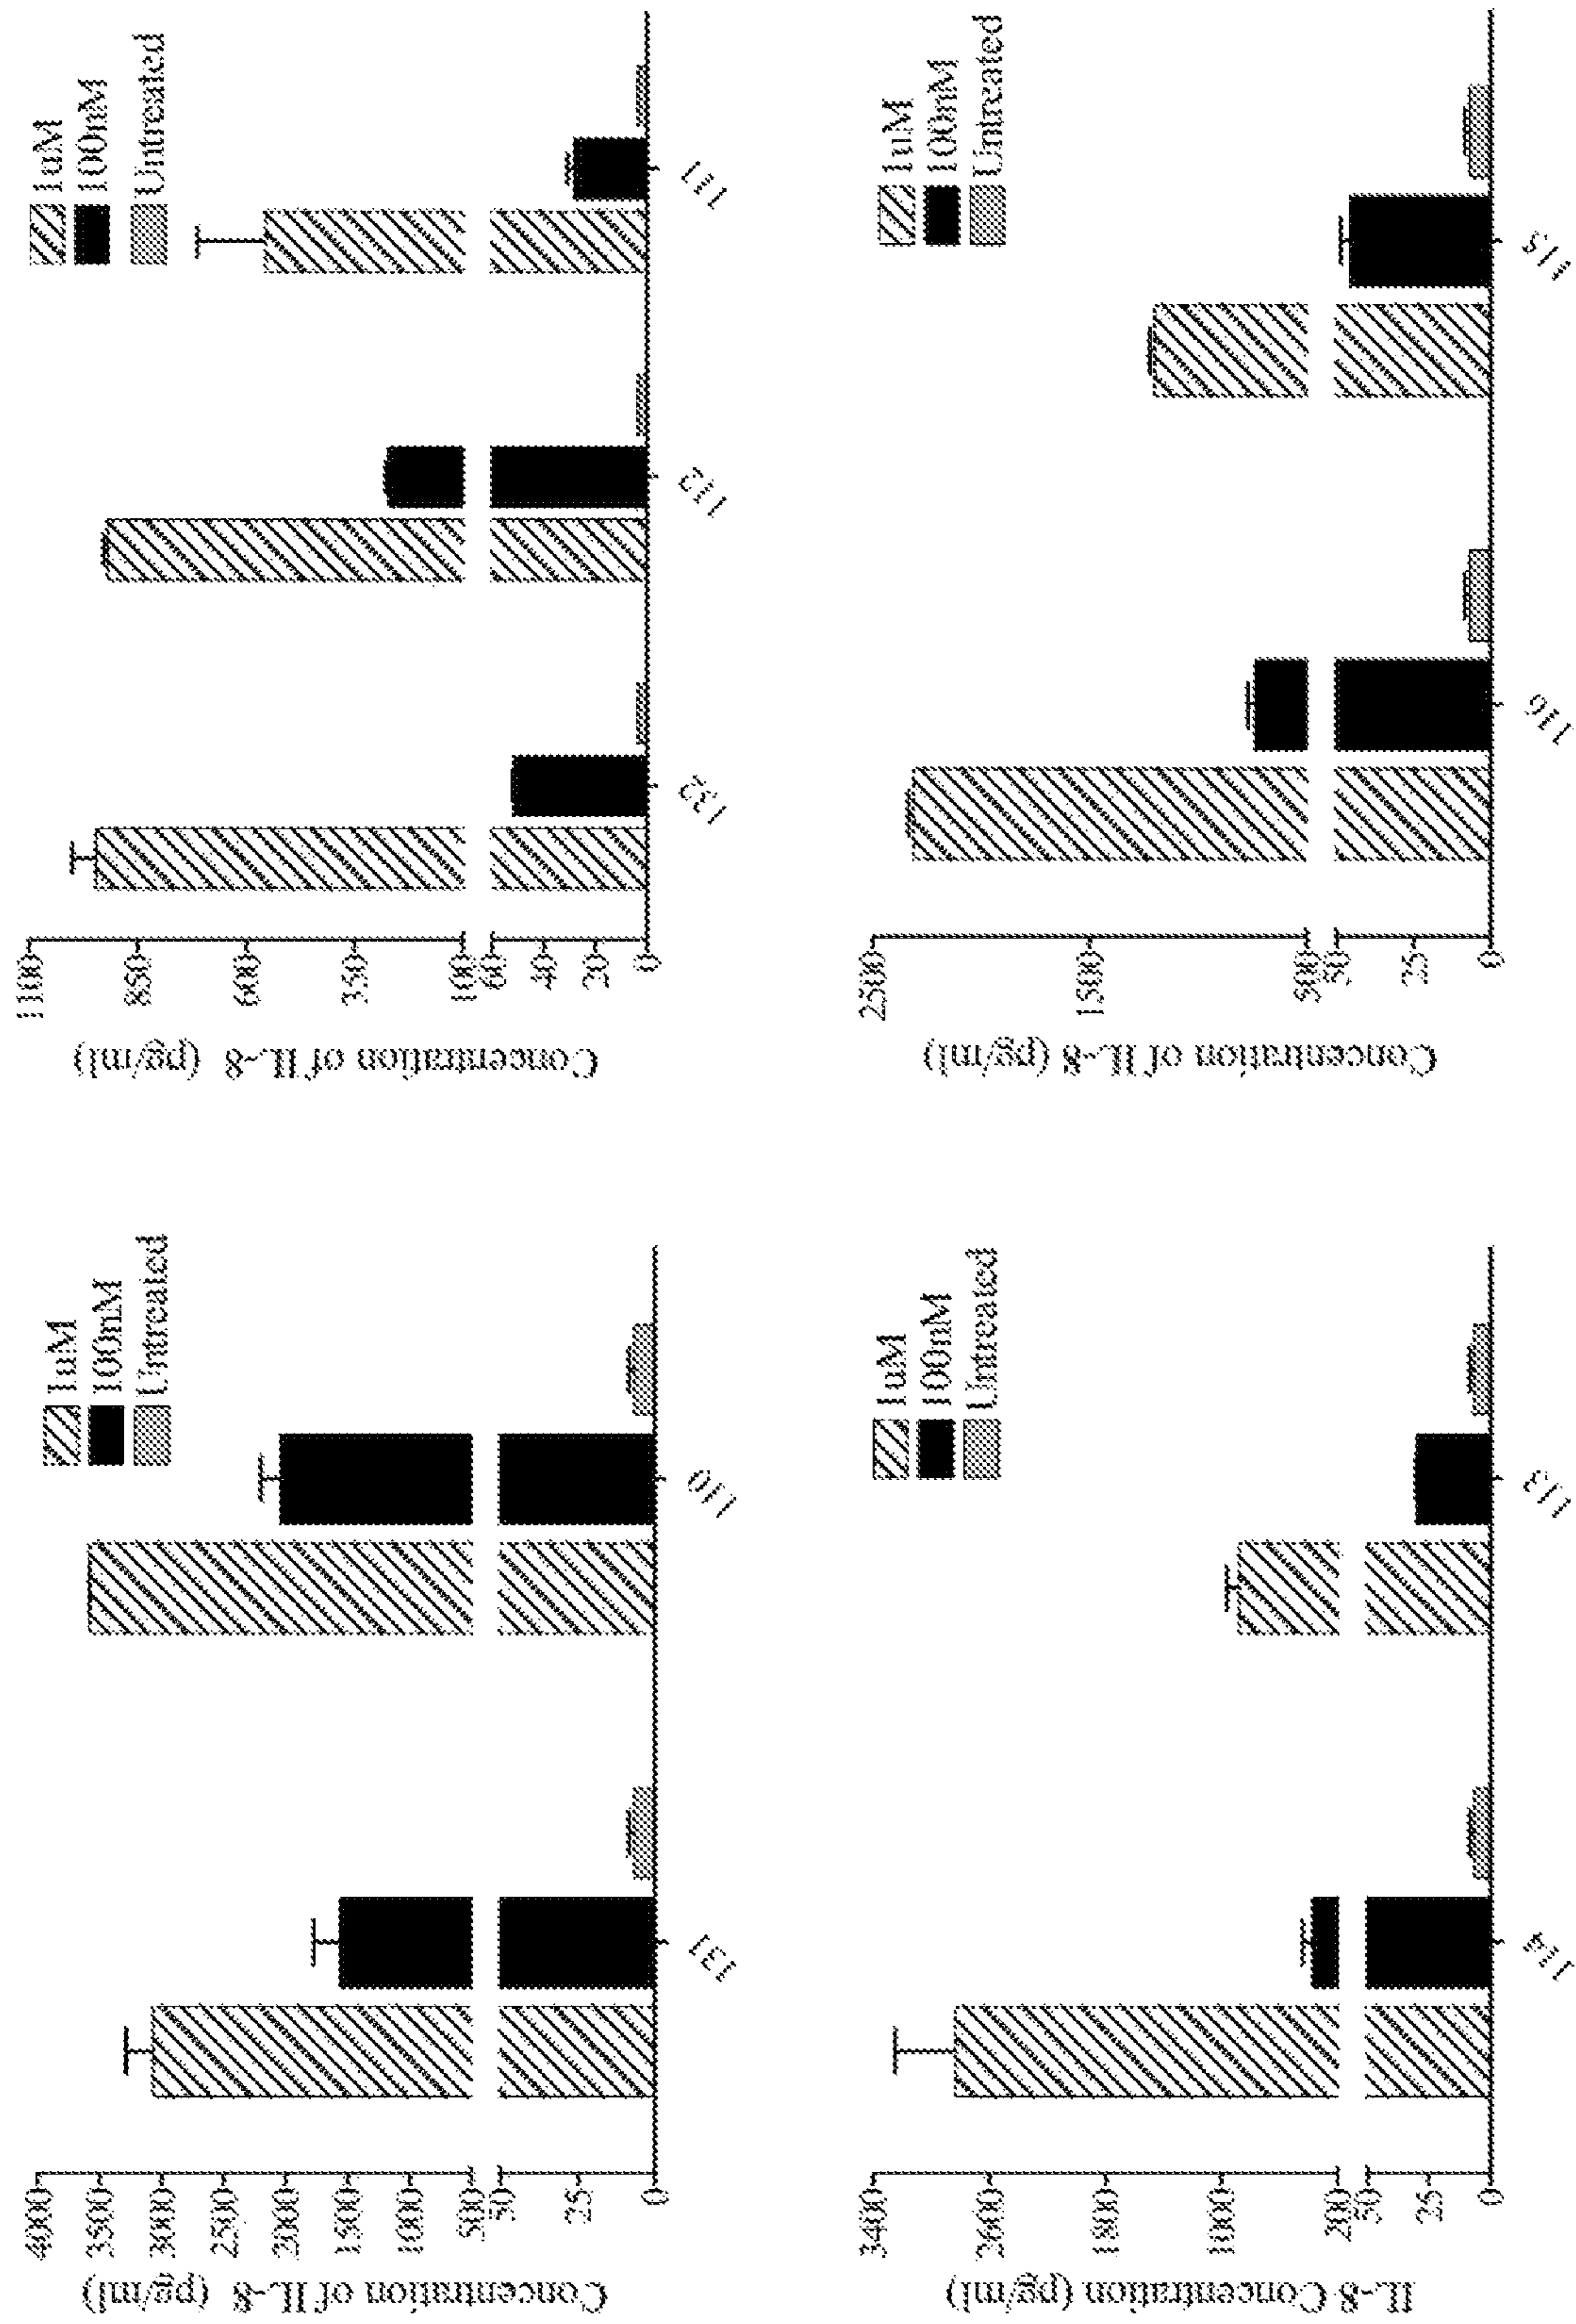 Concentration of IL-8 (pg/ml)
4000
3500
3000
2500
2000
1500
1000
500
50
25
0
1uM
100nM
Untreated
131
110
Concentration of IL-8 (pg/ml)
1100
850
600
350
100
60
40
20
0
1uM
100nM
Untreated
132
112
111
IL-8 Concentration (pg/ml)
3400
2600
1800
1000
200
50
25
0
1uM
100nM
Untreated
114
113
Concentration of IL-8 (pg/ml)
2500
1500
500
50
25
0
1uM
100nM
Untreated
116
115